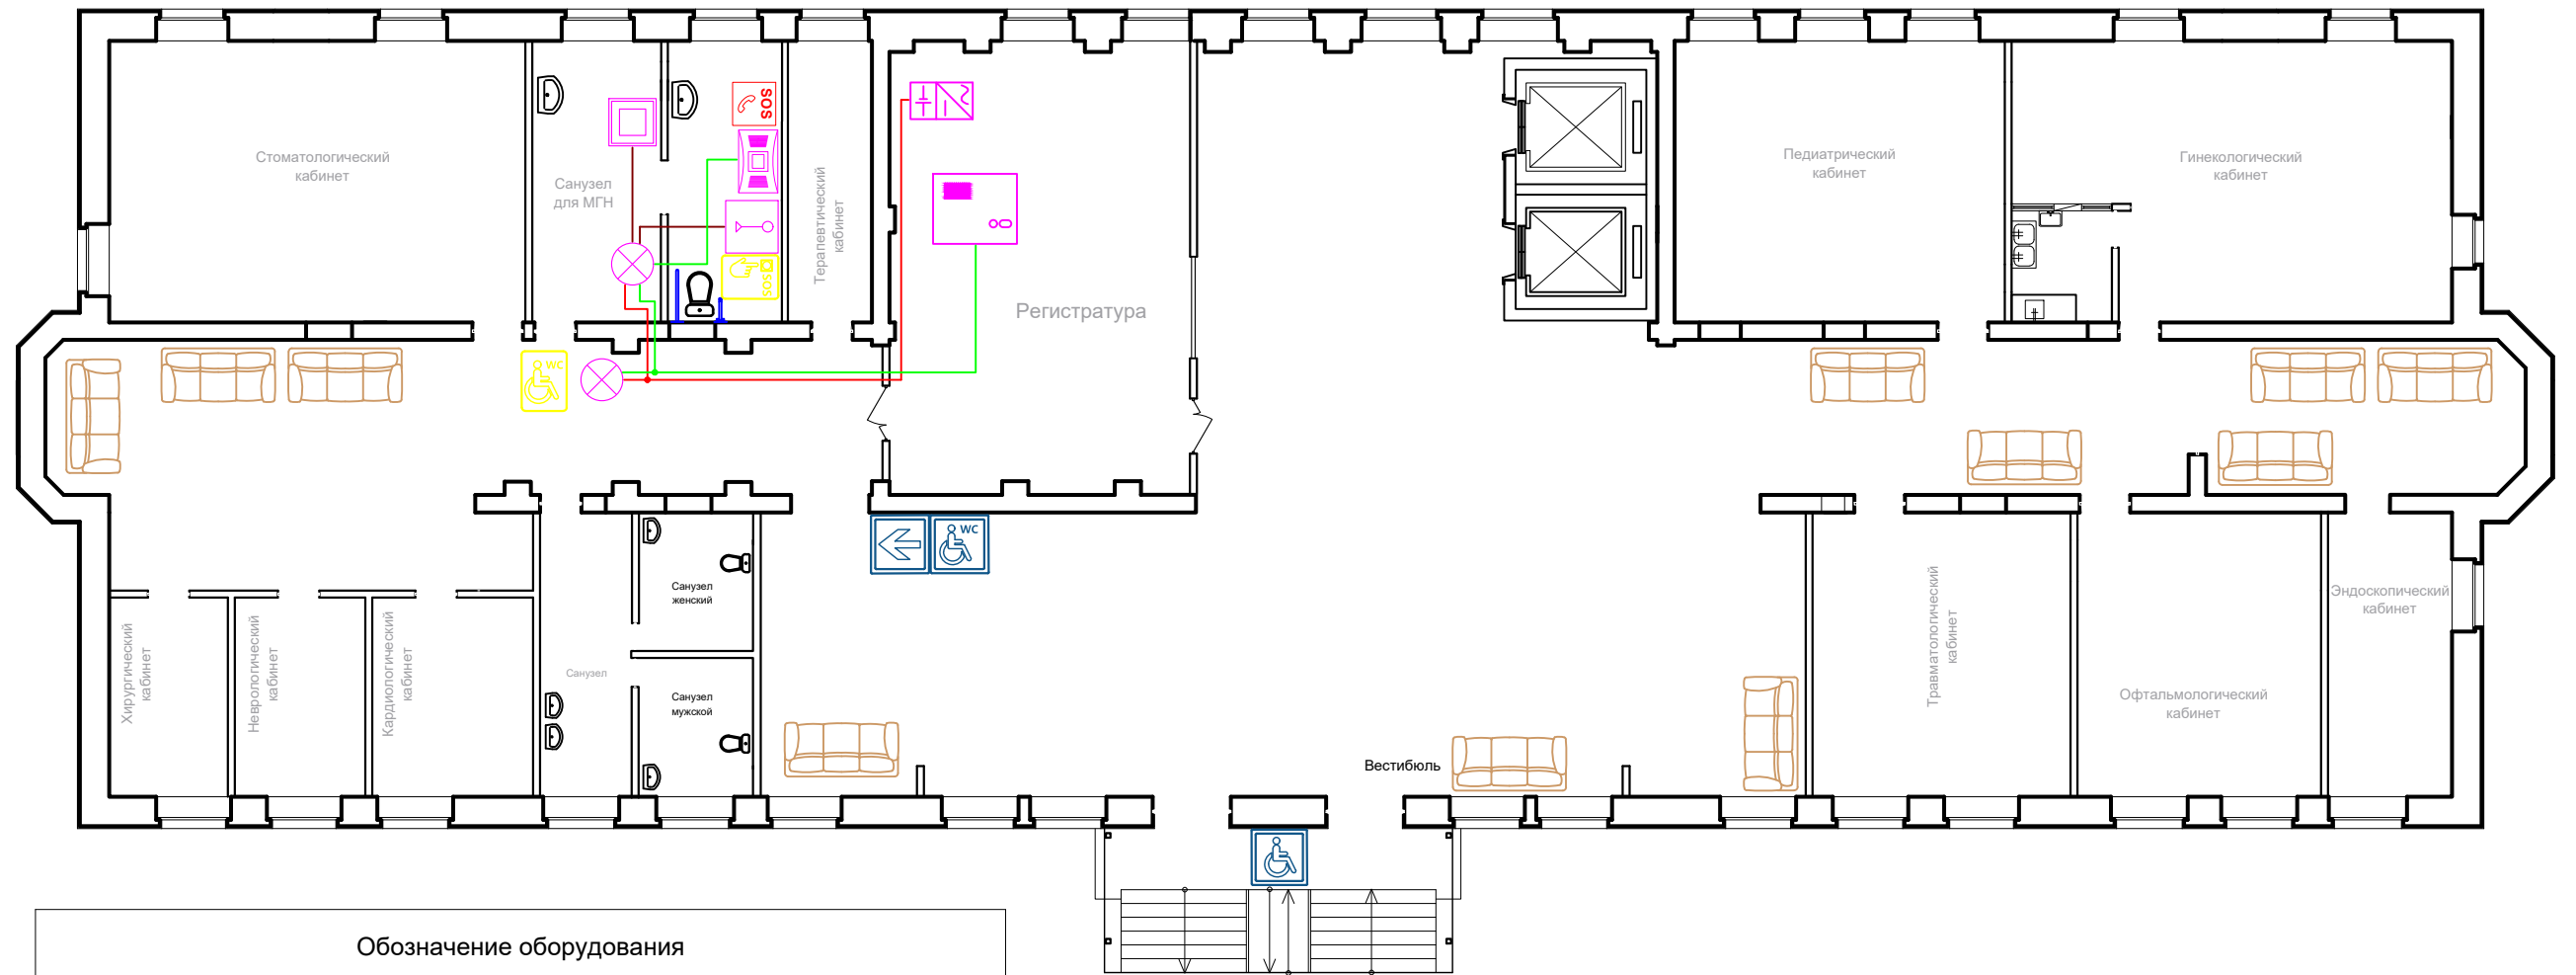 Стоматологический
кабинет
Санузел
для МГН
SOS
SOS
Терапевтический
кабинет
Регистратура
Педиатрический
кабинет
Гинекологический
кабинет
WC
WC
Хирургический
кабинет
Неврологический
кабинет
Кардиологический
кабинет
Санузел
Санузел
женский
Санузел
мужской
Вестибюль
Травматологический
кабинет
Офтальмологический
кабинет
Эндоскопический
кабинет
Обозначение оборудования